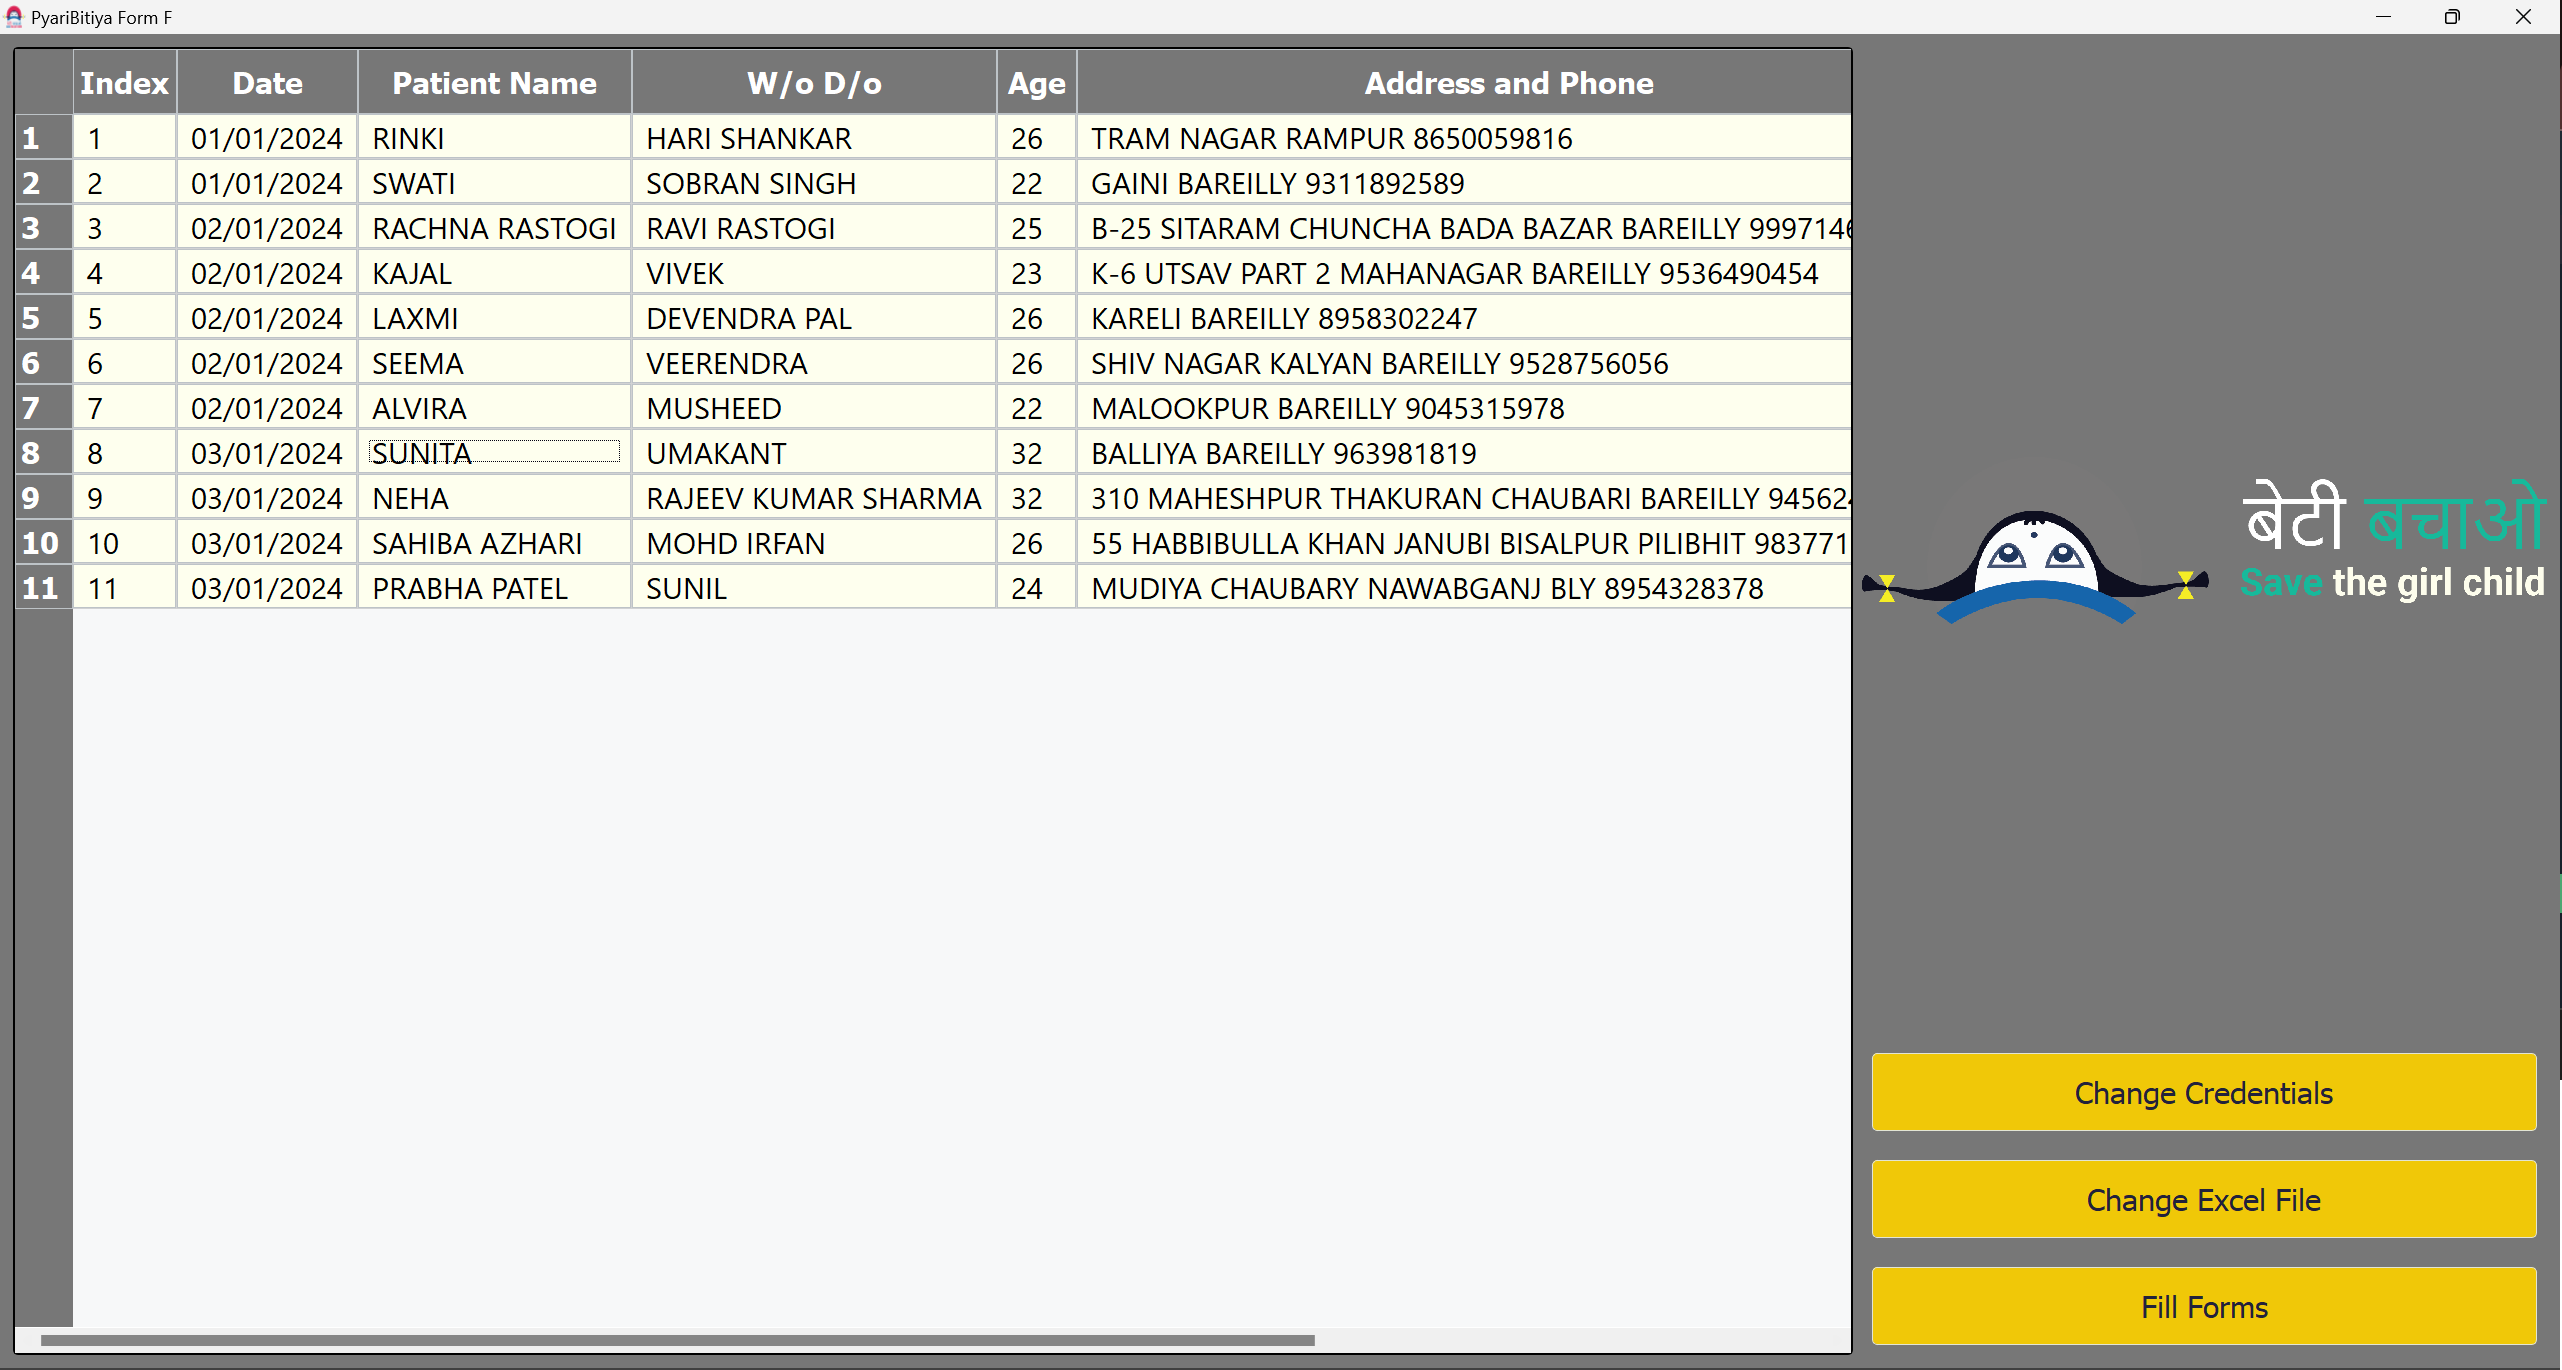 PyariBitiya Form F
Index Date Patient Name W/o D/o Age Address and Phone
1 1 01/01/2024 RINKI HARI SHANKAR 26 TRAM NAGAR RAMPUR 8650059816
2 2 01/01/2024 SWATI SOBRAN SINGH 22 GAINI BAREILLY 9311892589
3 3 02/01/2024 RACHNA RASTOGI RAVI RASTOGI 25 B-25 SITARAM CHUNCHA BADA BAZAR BAREILLY 999714
4 4 02/01/2024 KAJAL VIVEK 23 K-6 UTSAV PART 2 MAHANAGAR BAREILLY 9536490454
5 5 02/01/2024 LAXMI DEVENDRA PAL 26 KARELI BAREILLY 8958302247
6 6 02/01/2024 SEEMA VEERENDRA 26 SHIV NAGAR KALYAN BAREILLY 9528756056
7 7 02/01/2024 ALVIRA MUSHEED 22 MALOOKPUR BAREILLY 9045315978
8 8 03/01/2024 SUNITA UMAKANT 32 BALLIYA BAREILLY 963981819
9 9 03/01/2024 NEHA RAJEEV KUMAR SHARMA 32 310 MAHESHPUR THAKURAN CHAUBARI BAREILLY 94562
10 10 03/01/2024 SAHIBA AZHARI MOHD IRFAN 26 55 HABBIBULLA KHAN JANUBI BISALPUR PILIBHIT 983771
11 11 03/01/2024 PRABHA PATEL SUNIL 24 MUDIYA CHAUBARY NAWABGANJ BLY 8954328378
बेटी बचाओ
Save the girl child
Change Credentials
Change Excel File
Fill Forms